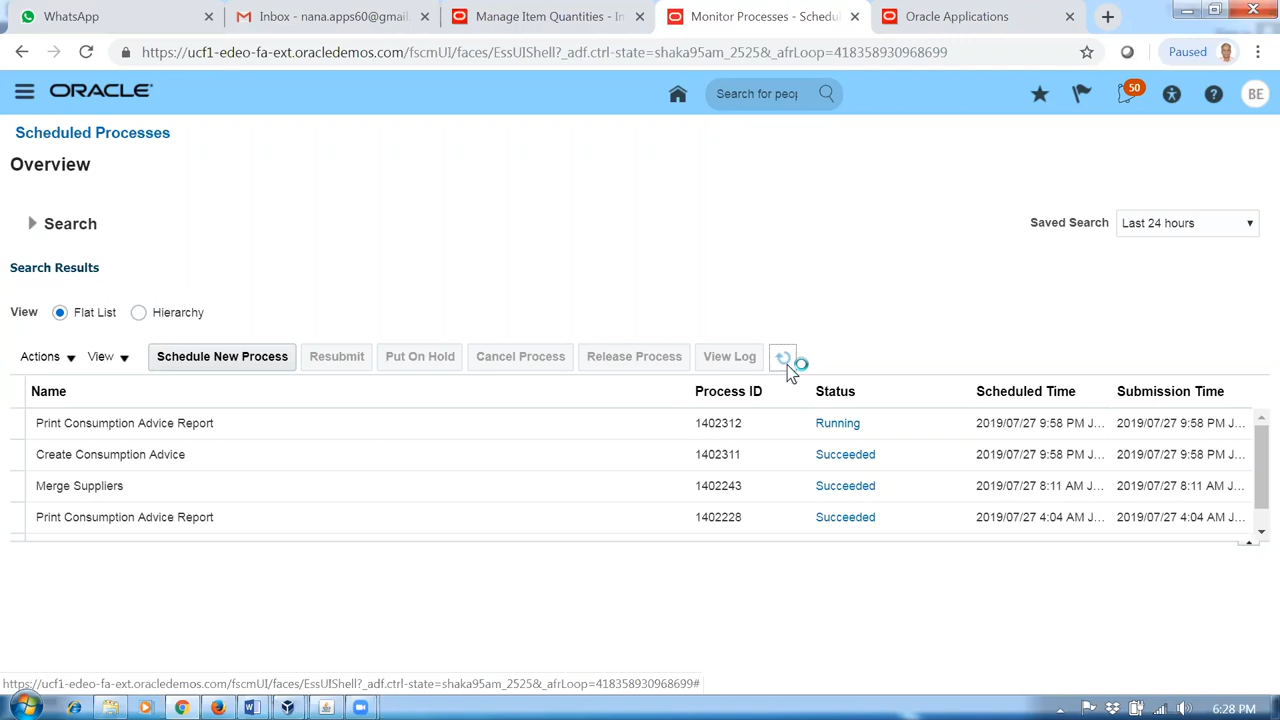 WhatsApp
Inbox - nana.apps60@gmail
Manage Item Quantities - In
Monitor Processes - Schedu
Oracle Applications
https://ucf1-edeo-fa-ext.oracledemos.com/fscmUI/faces/EssUIShell?_adf.ctrl-state=shaka95am_2525&_afrLoop=418358930968699
Paused
ORACLE
Search for peop
50
BE
Scheduled Processes
Overview
Search
Saved Search Last 24 hours
Search Results
View Flat List Hierarchy
Actions View Schedule New Process Resubmit Put On Hold Cancel Process Release Process View Log
Name Process ID Status Scheduled Time Submission Time
Print Consumption Advice Report 1402312 Running 2019/07/27 9:58 PM J... 2019/07/27 9:58 PM J...
Create Consumption Advice 1402311 Succeeded 2019/07/27 9:58 PM J... 2019/07/27 9:58 PM J...
Merge Suppliers 1402243 Succeeded 2019/07/27 8:11 AM J... 2019/07/27 8:11 AM J...
Print Consumption Advice Report 1402228 Succeeded 2019/07/27 4:04 AM J... 2019/07/27 4:04 AM J...
https://ucf1-edeo-fa-ext.oracledemos.com/fscmUI/faces/EssUIShell?_adf.ctrl-state=shaka95am_2525&_afrLoop=418358930968699#
6:28 PM